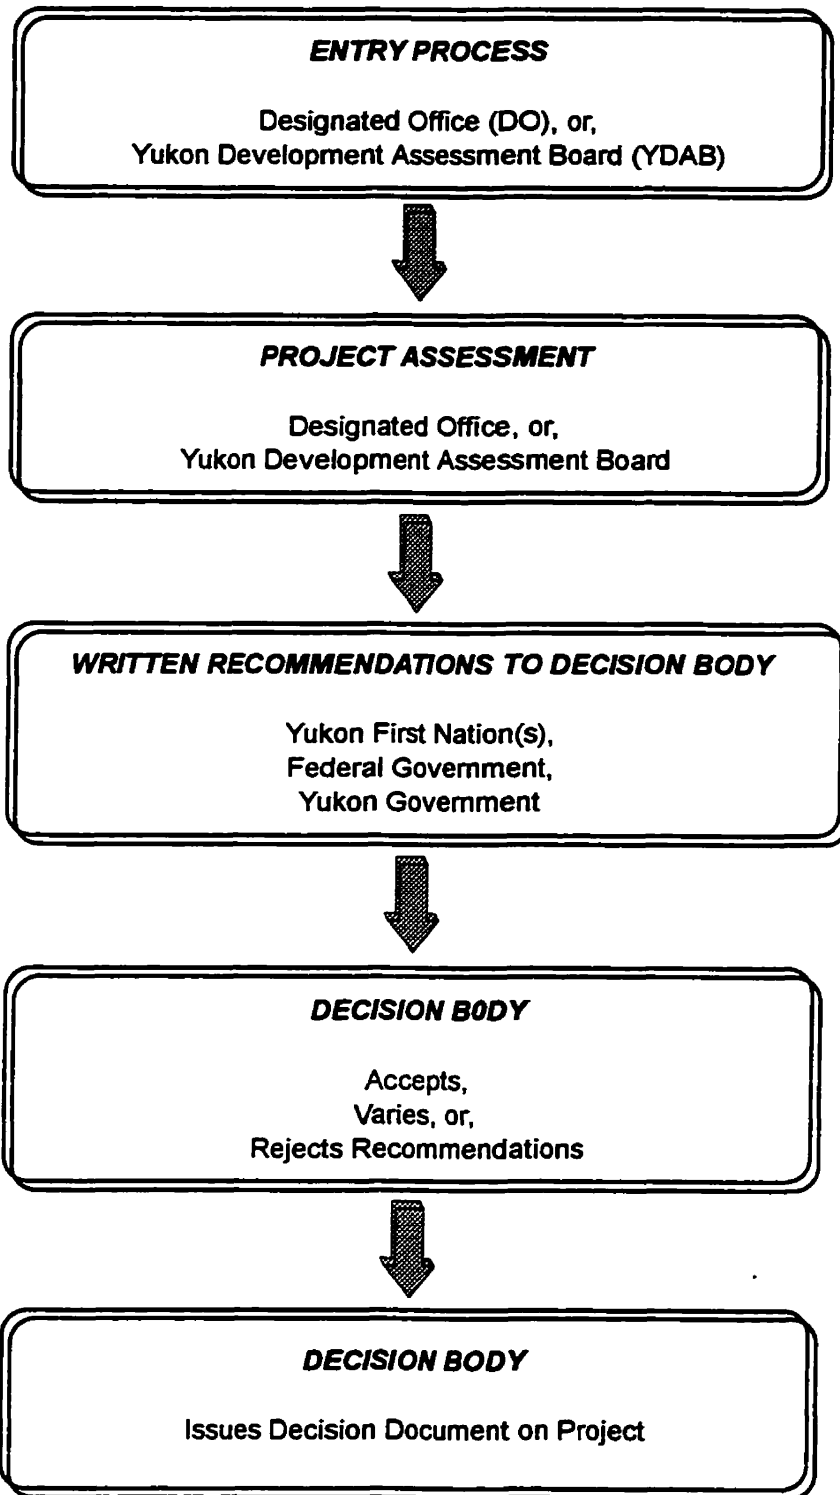 ENTRY PROCESS
Designated Office (DO), or,
Yukon Development Assessment Board (YDAB)
PROJECT ASSESSMENT
Designated Office, or,
Yukon Development Assessment Board
WRITTEN RECOMMENDATIONS TO DECISION BODY
Yukon First Nation(s),
Federal Government,
Yukon Government
DECISION BODY
Accepts,
Varies, or,
Rejects Recommendations
DECISION BODY
Issues Decision Document on Project